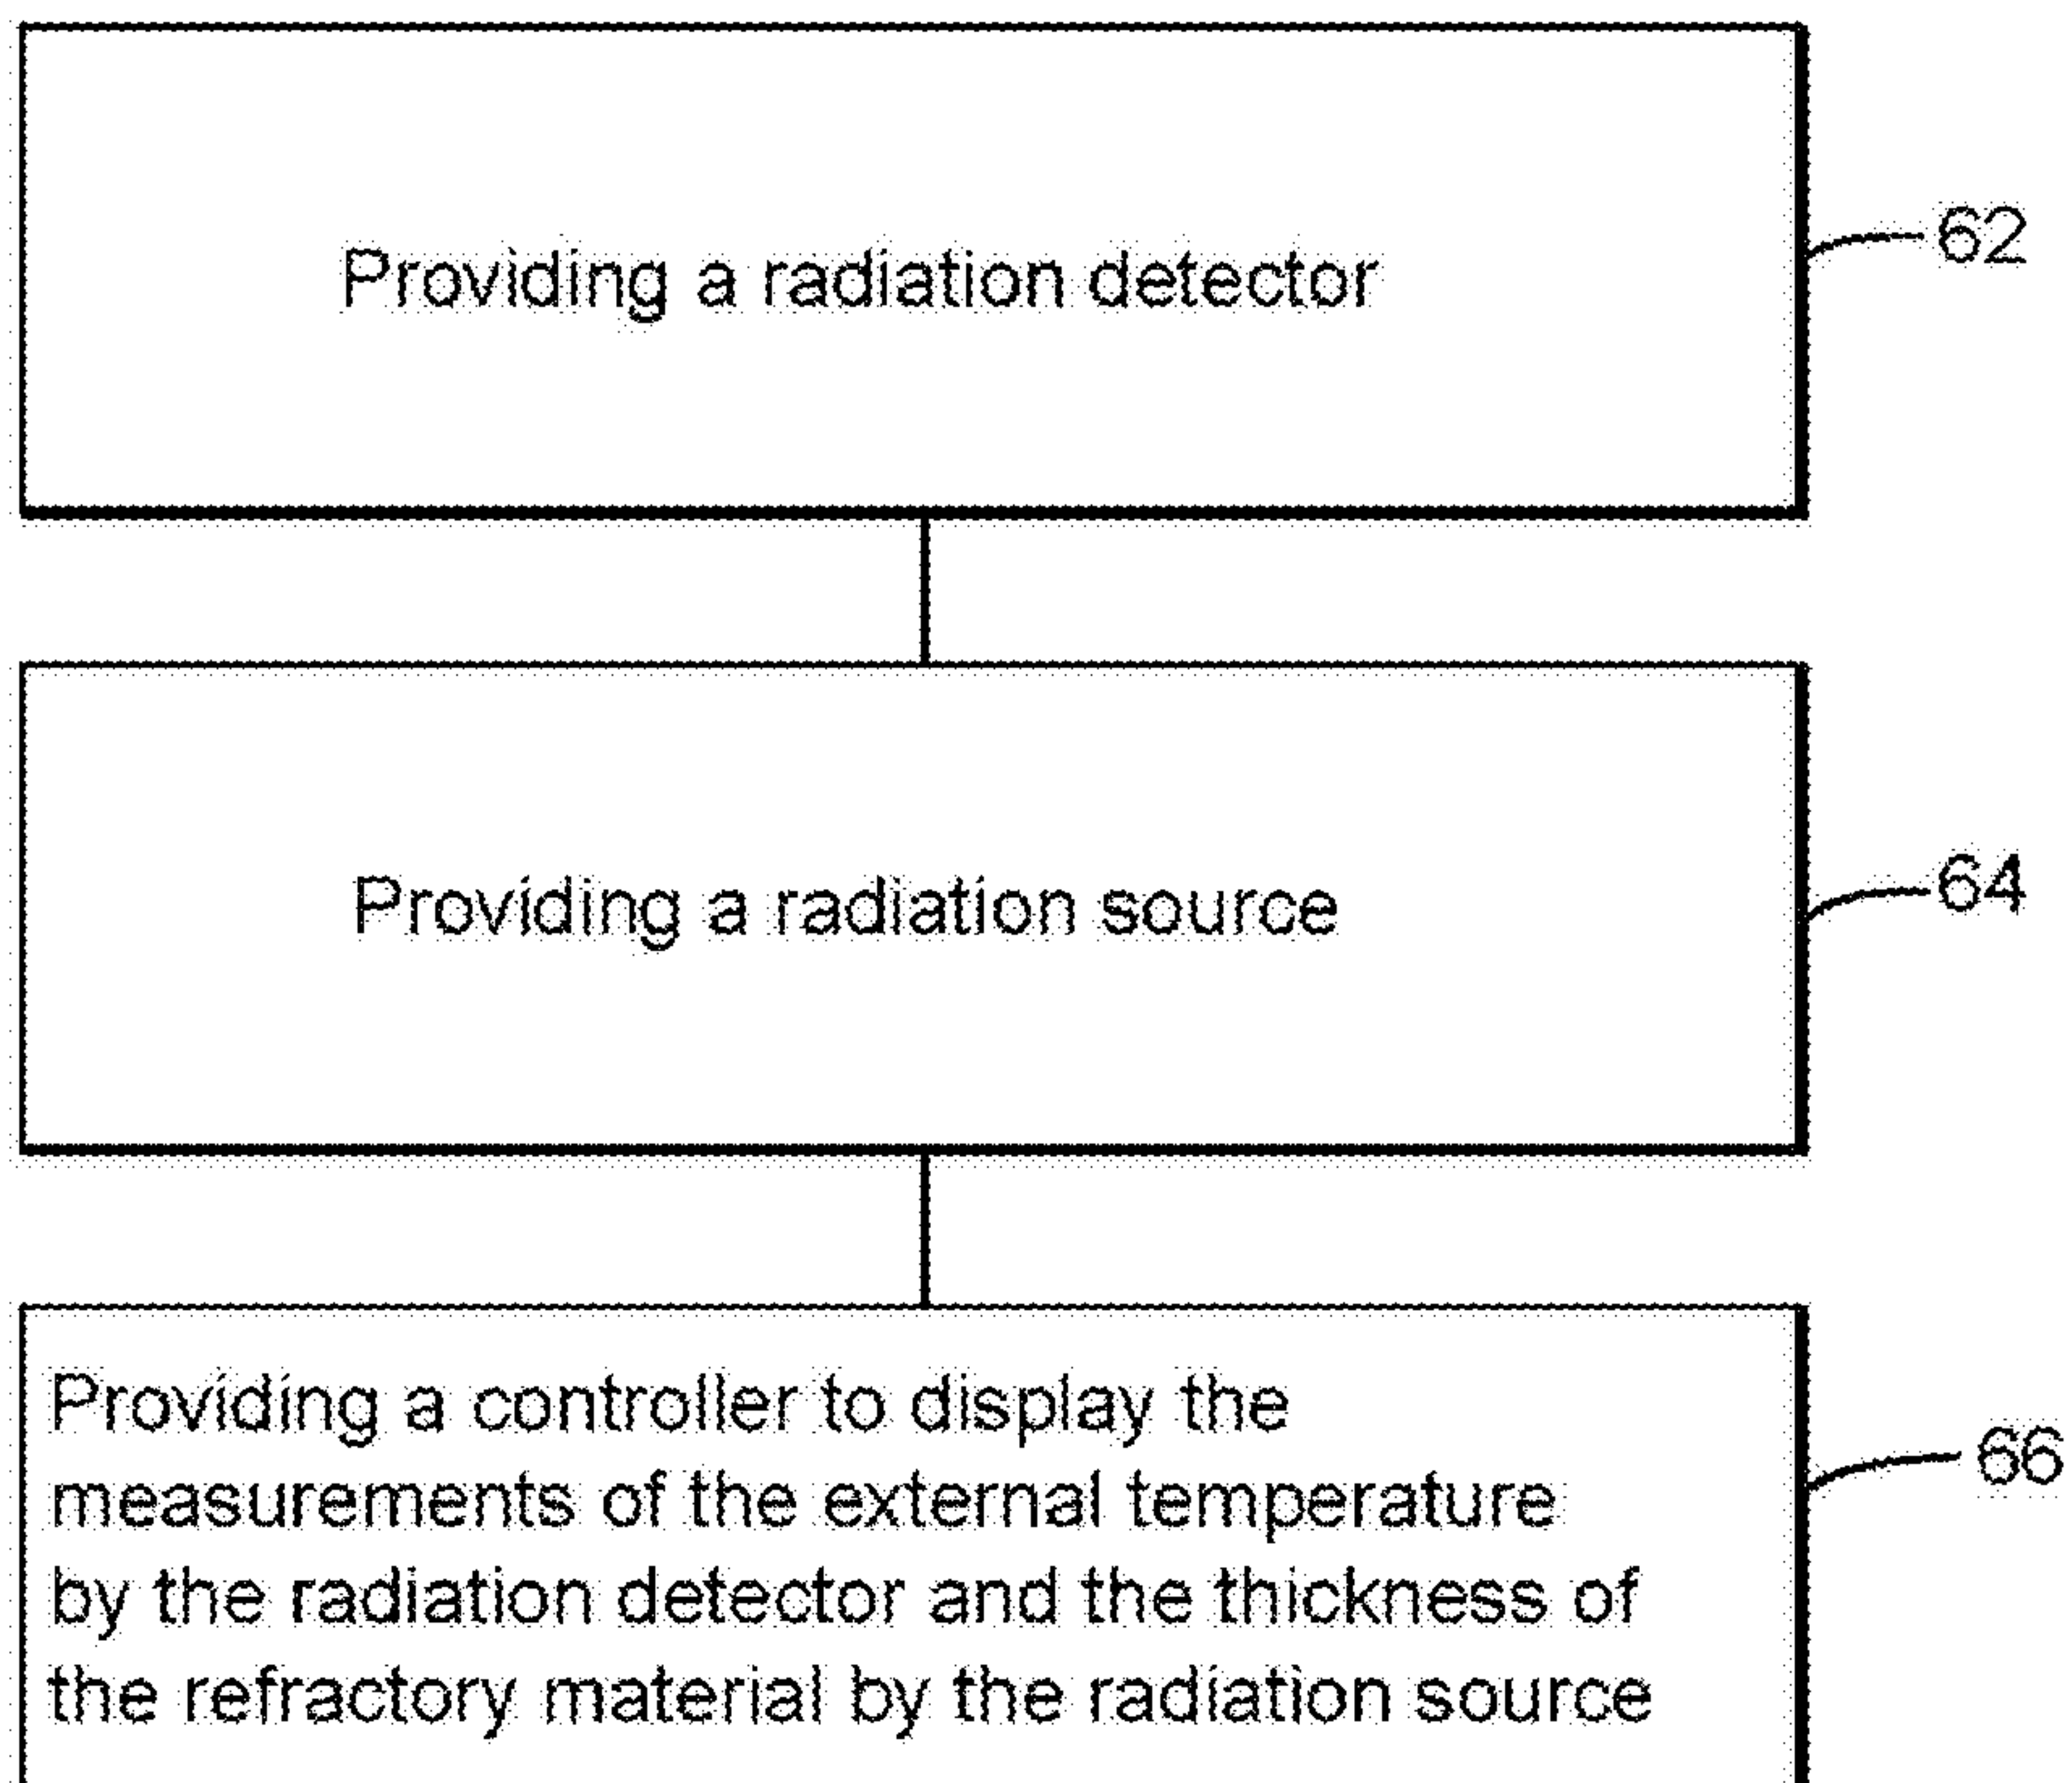 Providing a radiation detector
62
Providing a radiation source
64
Providing a controller to display the
measurements of the external temperature
by the radiation detector and the thickness of
the refractory material by the radiation source
66